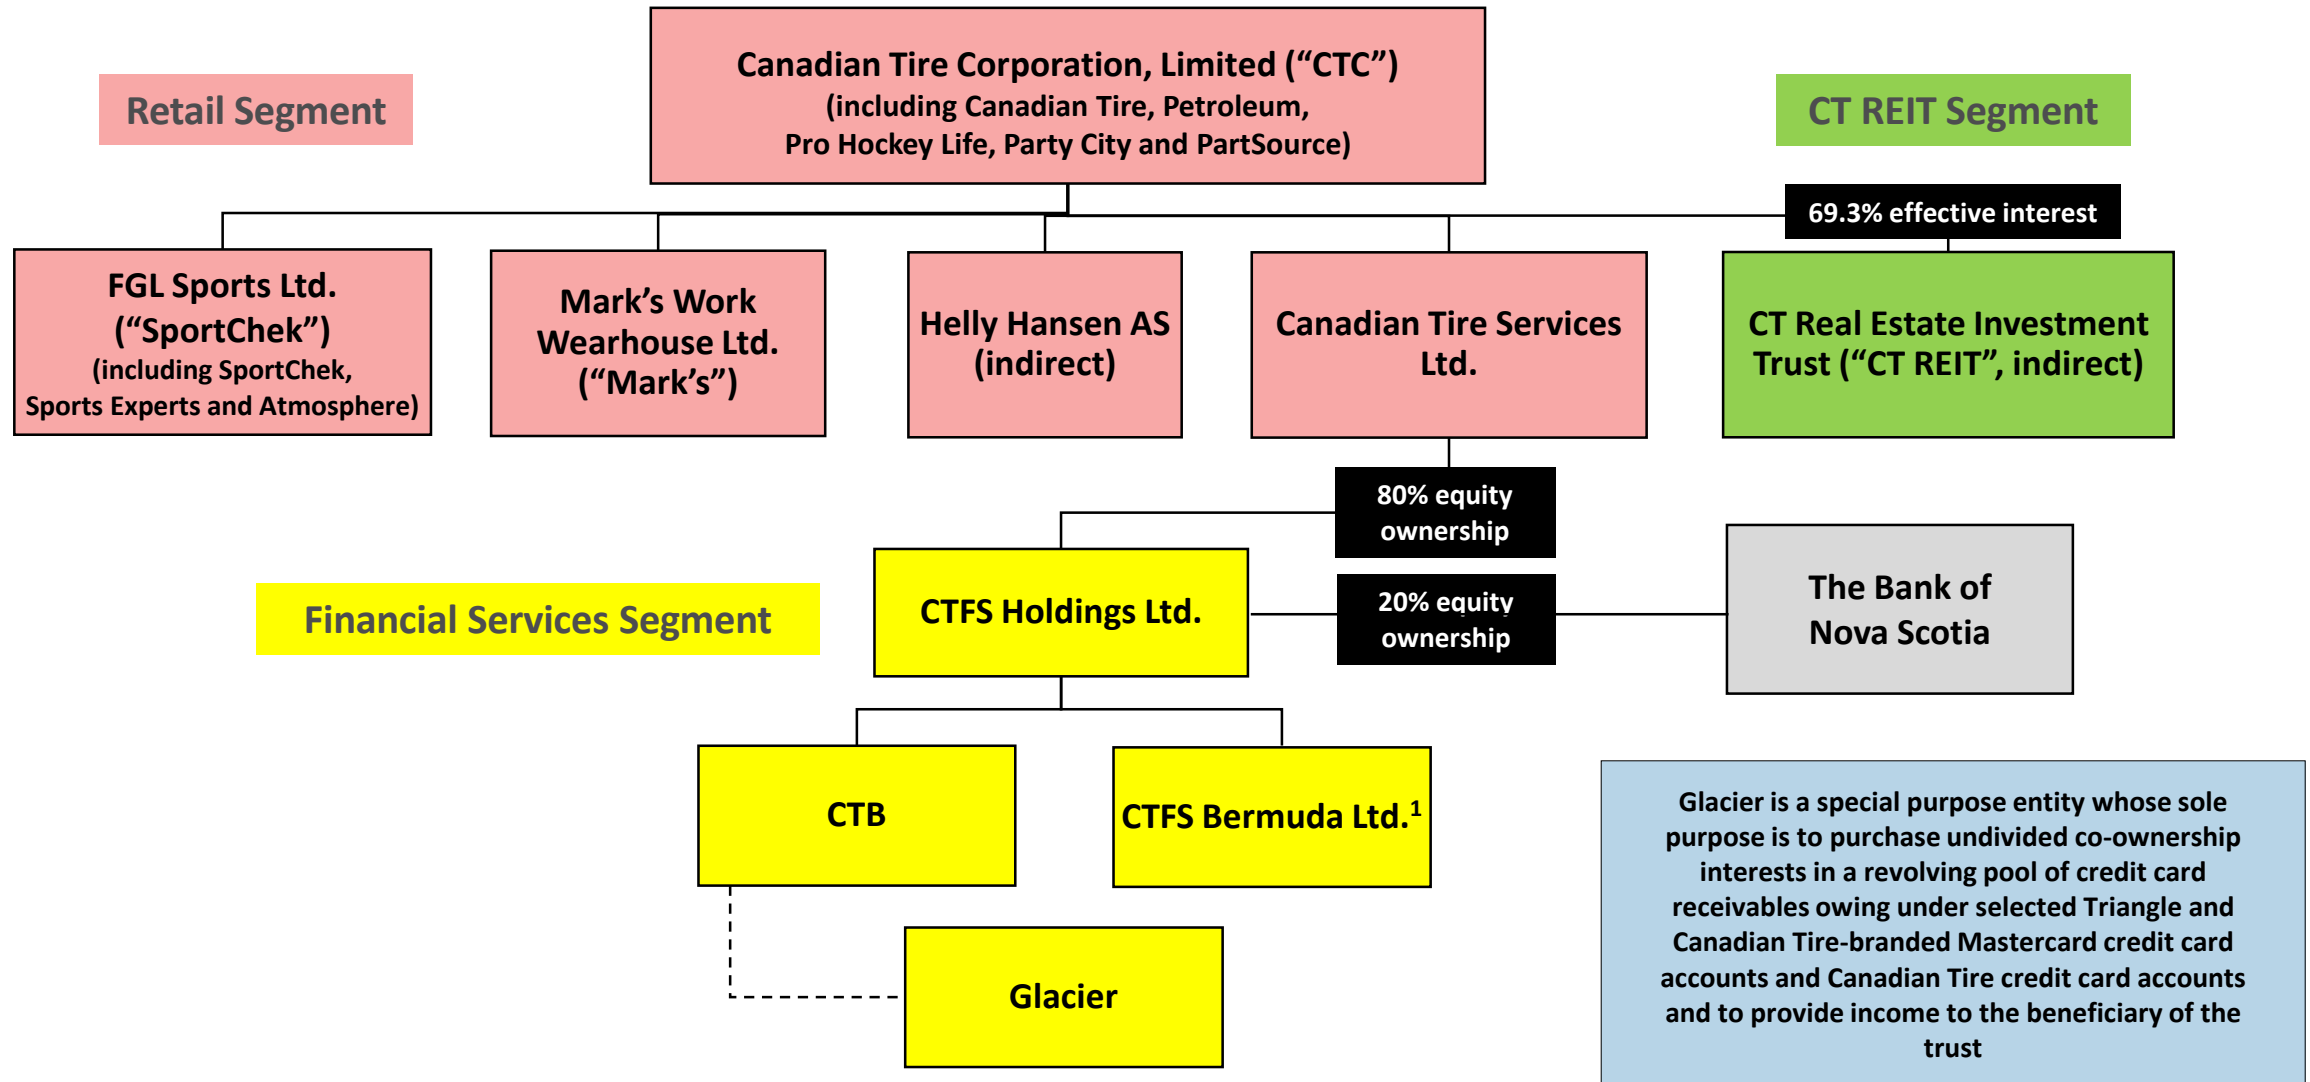 Canadian Tire Corporation, Limited (“CTC”)
(including Canadian Tire, Petroleum,
Pro Hockey Life, Party City and PartSource)
Retail Segment
CT REIT Segment
69.3% effective interest
FGL Sports Ltd.
(“SportChek”)
(including SportChek,
Sports Experts and Atmosphere)
Mark’s Work
Wearhouse Ltd.
(“Mark’s”)
Helly Hansen AS
(indirect)
Canadian Tire Services
Ltd.
CT Real Estate Investment
Trust (“CT REIT”, indirect)
80% equity
ownership
Financial Services Segment
CTFS Holdings Ltd.
20% equity
ownership
The Bank of
Nova Scotia
CTB
CTFS Bermuda Ltd.¹
Glacier
Glacier is a special purpose entity whose sole
purpose is to purchase undivided co-ownership
interests in a revolving pool of credit card
receivables owing under selected Triangle and
Canadian Tire-branded Mastercard credit card
accounts and Canadian Tire credit card accounts
and to provide income to the beneficiary of the
trust